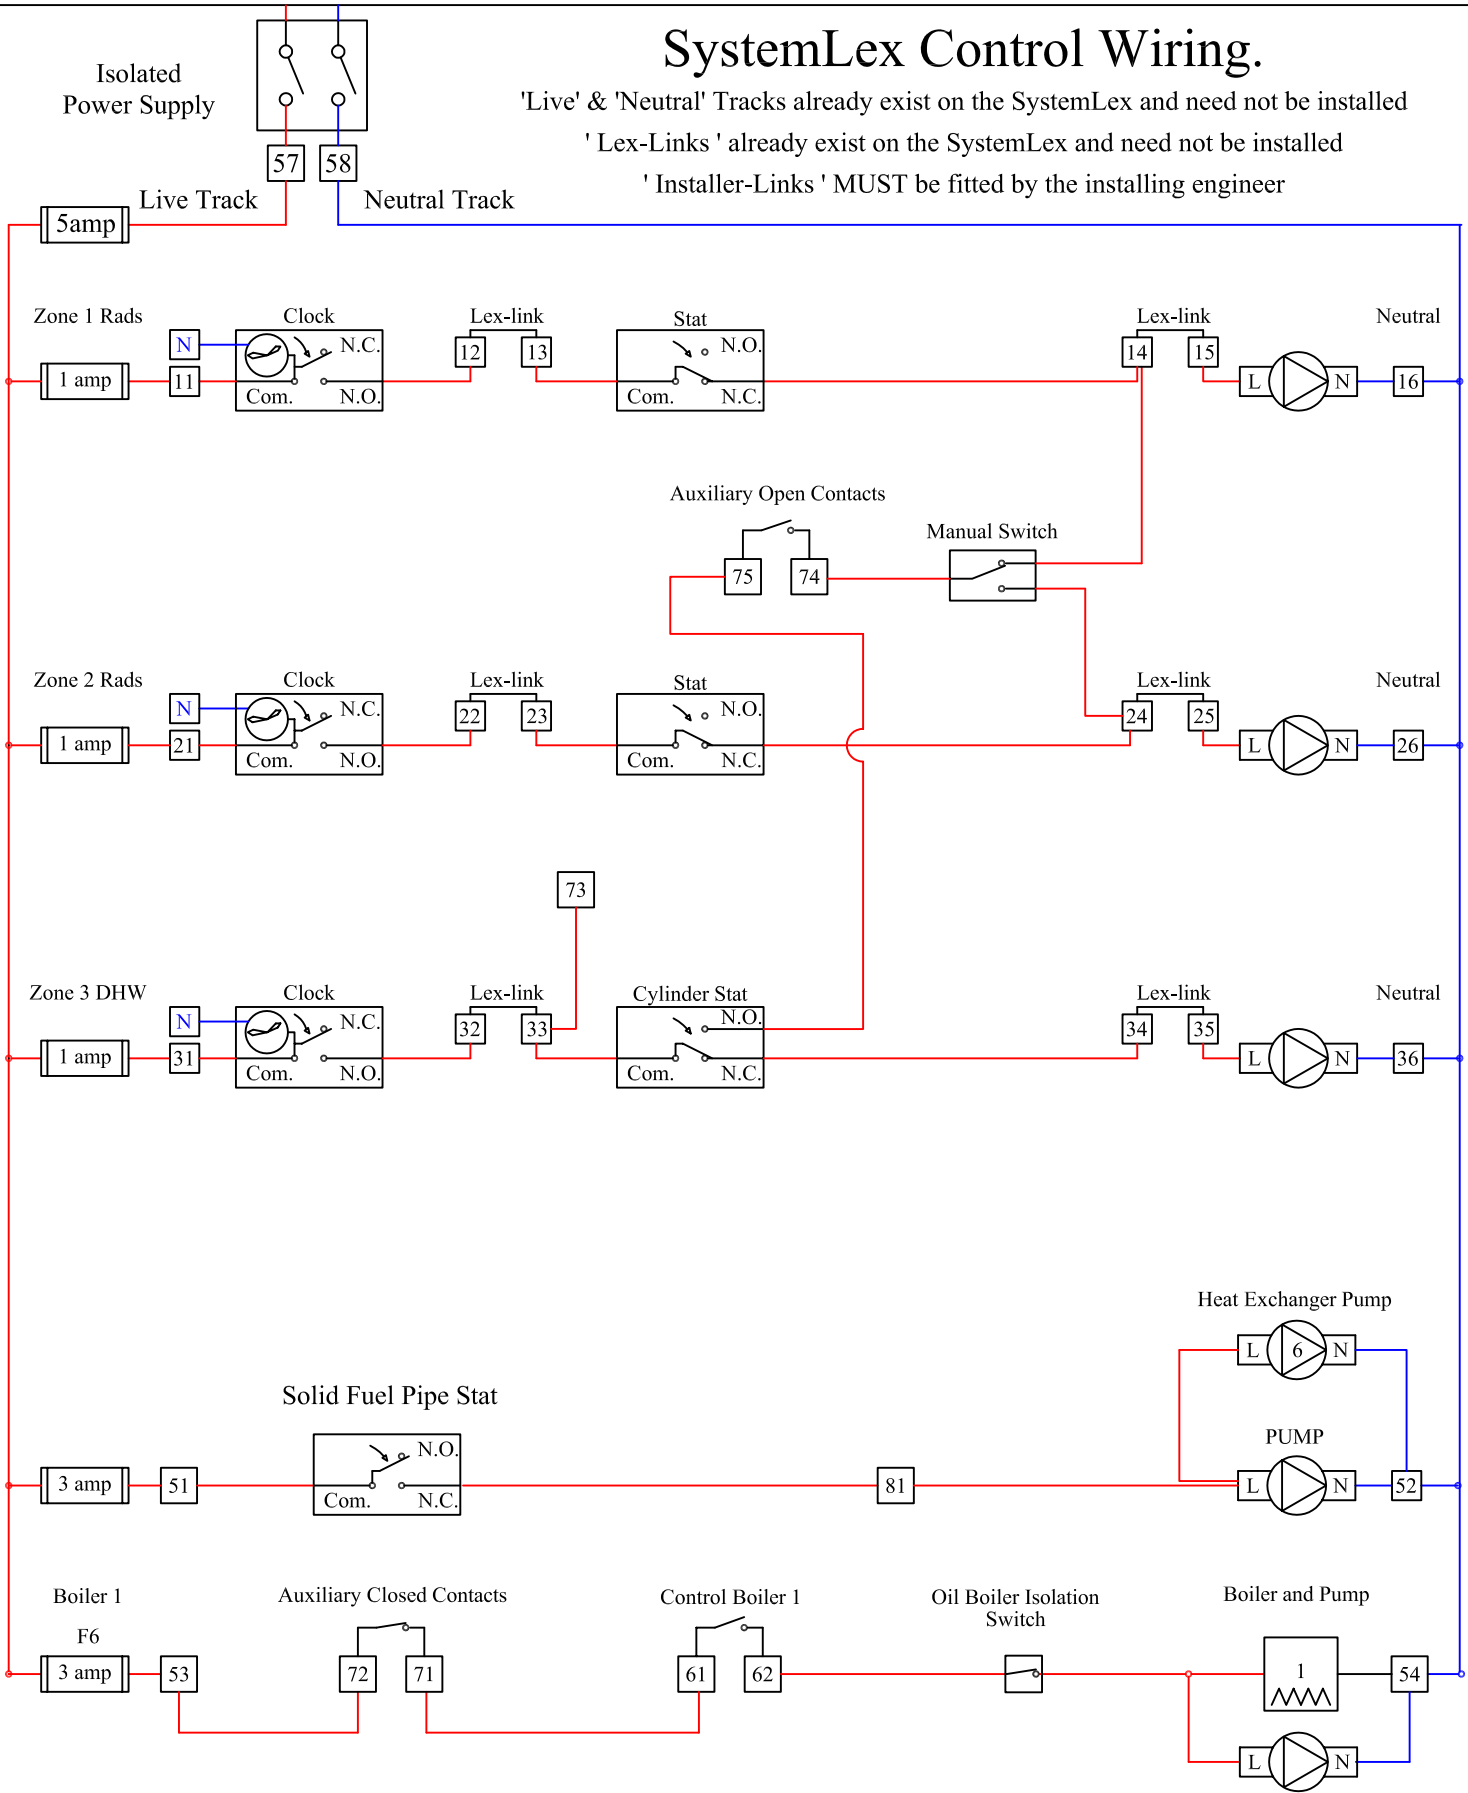 SystemLex Control Wiring.
'Live' & 'Neutral' Tracks already exist on the SystemLex and need not be installed
' Lex-Links ' already exist on the SystemLex and need not be installed
' Installer-Links ' MUST be fitted by the installing engineer
Isolated
Power Supply
57 58
Live Track Neutral Track
5amp
Zone 1 Rads Clock Lex-link Stat Lex-link Neutral
N N.C. 12 13 N.O. 14 15
1 amp 11 L N 16
Com. N.O. Com. N.C.
Auxiliary Open Contacts
Manual Switch
75 74
Zone 2 Rads Clock Lex-link Stat Lex-link Neutral
N N.C. 22 23 N.O. 24 25
1 amp 21 L N 26
Com. N.O. Com. N.C.
73
Zone 3 DHW Clock Lex-link Cylinder Stat Lex-link Neutral
N N.C. 32 33 N.O. 34 35
1 amp 31 L N 36
Com. N.O. Com. N.C.
Heat Exchanger Pump
L 6 N
Solid Fuel Pipe Stat
PUMP
N.O.
3 amp 51 81 L N 52
Com. N.C.
Boiler 1 Auxiliary Closed Contacts Control Boiler 1 Oil Boiler Isolation
Switch
Boiler and Pump
F6
3 amp 53 72 71 61 62 1 54
L N